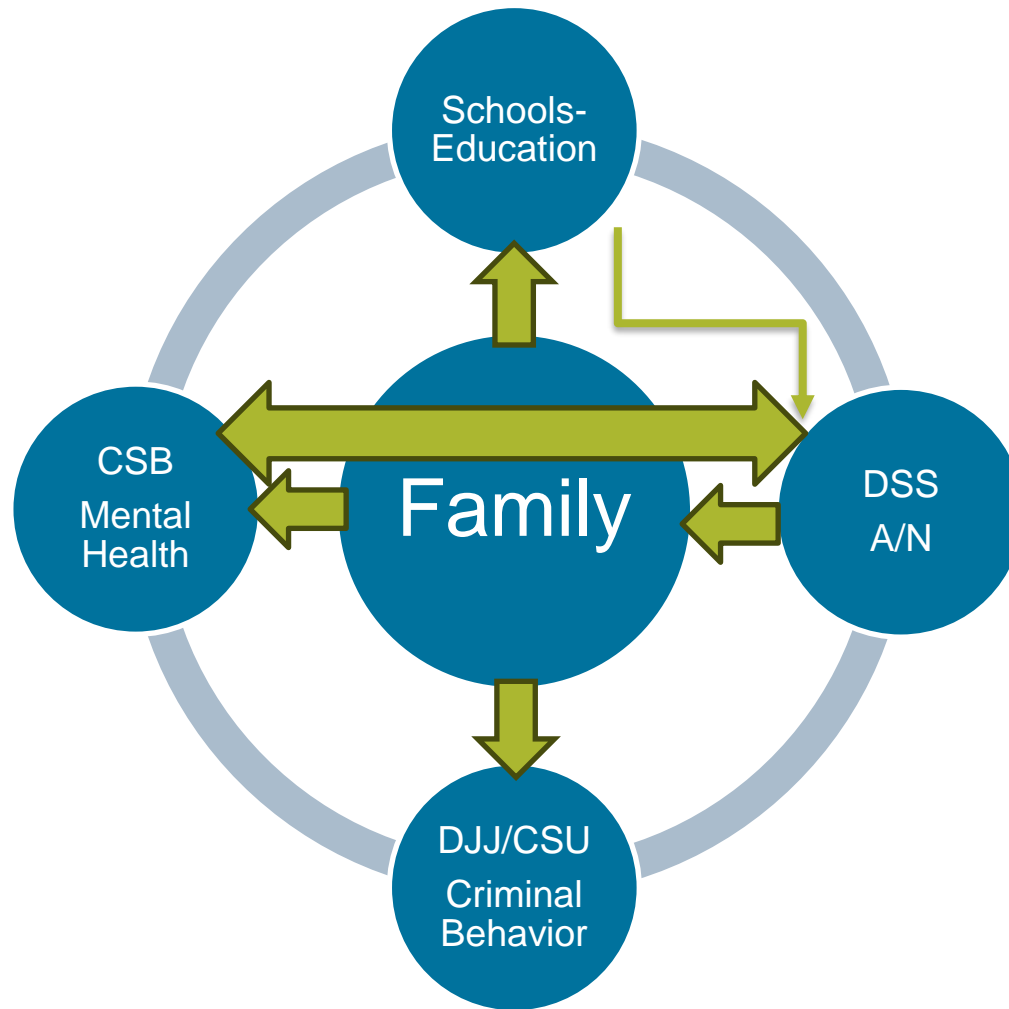 Schools-
Education
CSB
Mental
Health
Family
DSS
A/N
DJJ/CSU
Criminal
Behavior